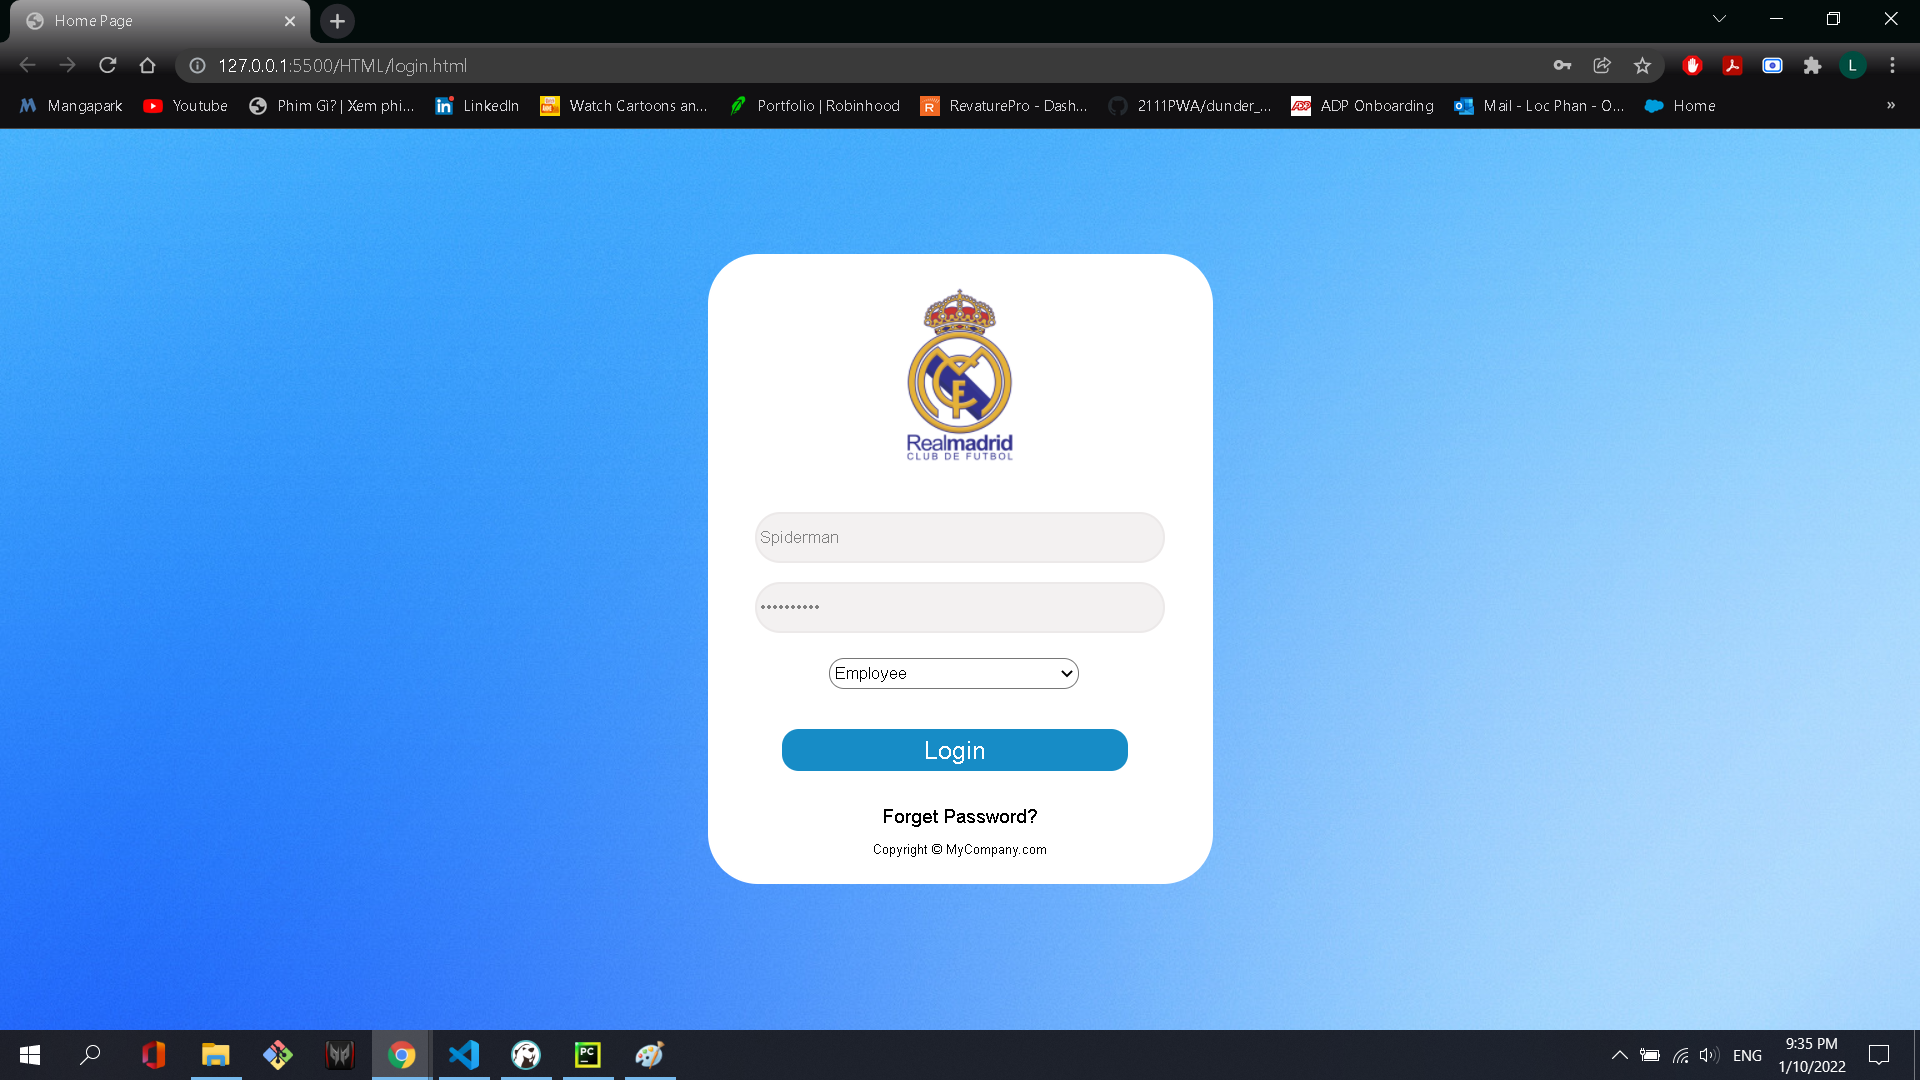 Home Page
127.0.0.1:5500/HTML/login.html
L
Mangapark
Youtube
Phim Gì? | Xem phi...
LinkedIn
Watch Cartoons an...
Portfolio | Robinhood
RevaturePro - Dash...
2111PWA/dunder_...
ADP Onboarding
Mail - Loc Phan - O...
Home
»
Realmadrid
CLUB DE FUTBOL
Spiderman
••••••••••
Employee
Login
Forget Password?
Copyright © MyCompany.com
PC
ENG
9:35 PM
1/10/2022